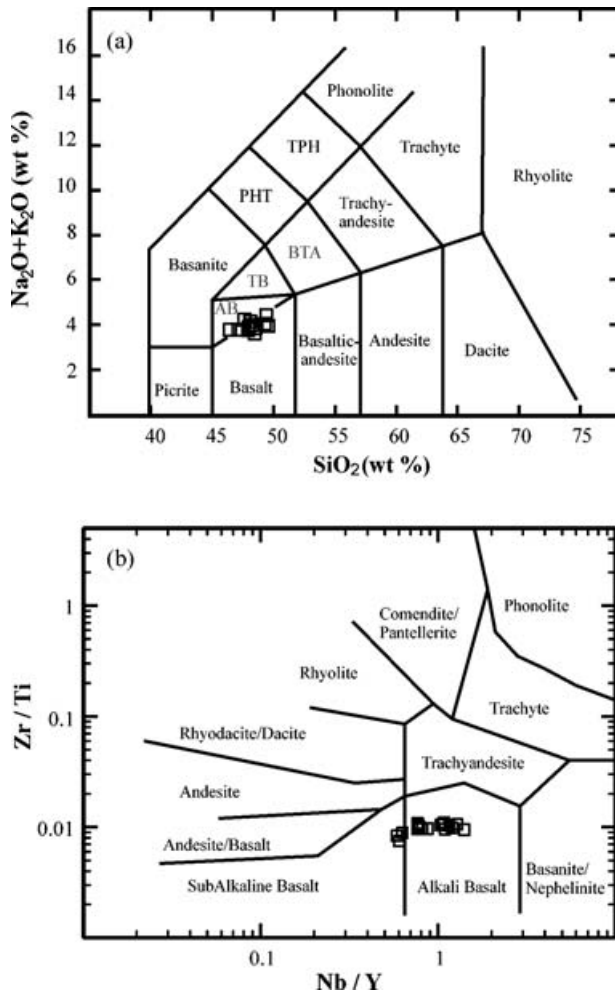 (a)
16
14
12
10
8
6
4
2
Na₂O+K₂O (wt %)
Phonolite
TPH
Trachyte
Rhyolite
PHT
Trachy-
andesite
BTA
Basanite
TB
AB
Basaltic-
andesite
Andesite
Dacite
Picrite
Basalt
40 45 50 55 60 65 70 75
SiO₂ (wt %)
(b)
1
0.1
0.01
Zr / Ti
Comendite/
Pantellerite
Phonolite
Rhyolite
Trachyte
Rhyodacite/Dacite
Trachyandesite
Andesite
Andesite/Basalt
SubAlkaline Basalt
Alkali Basalt
Basanite/
Nephelinite
0.1 1
Nb / Y